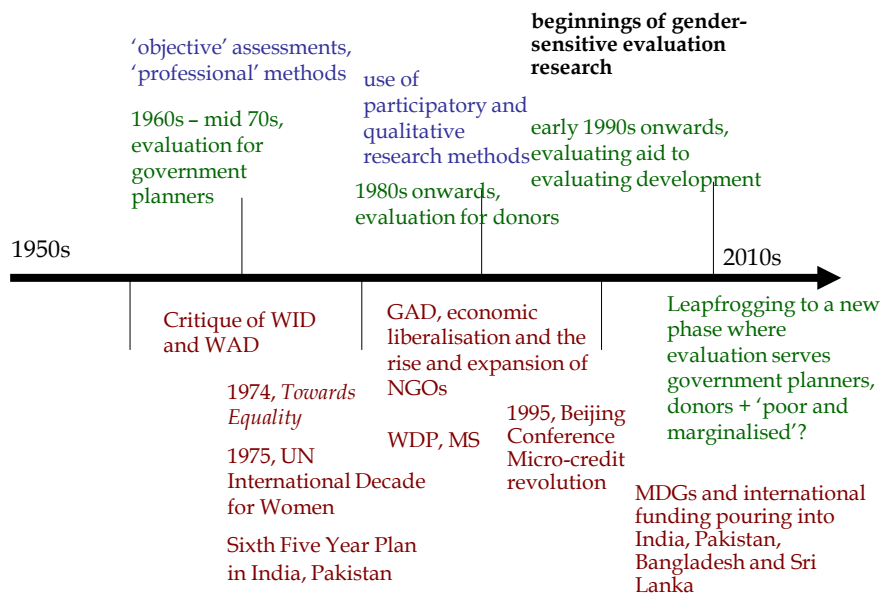 'objective' assessments,
'professional' methods
1960s – mid 70s,
evaluation for
government
planners
use of
participatory and
qualitative
research methods
1980s onwards,
evaluation for donors
beginnings of gender-
sensitive evaluation
research
early 1990s onwards,
evaluating aid to
evaluating development
1950s
2010s
Critique of WID
and WAD
1974, Towards
Equality
1975, UN
International Decade
for Women
Sixth Five Year Plan
in India, Pakistan
GAD, economic
liberalisation and the
rise and expansion of
NGOs
WDP, MS
1995, Beijing
Conference
Micro-credit
revolution
Leapfrogging to a new
phase where
evaluation serves
government planners,
donors + 'poor and
marginalised'?
MDGs and international
funding pouring into
India, Pakistan,
Bangladesh and Sri
Lanka